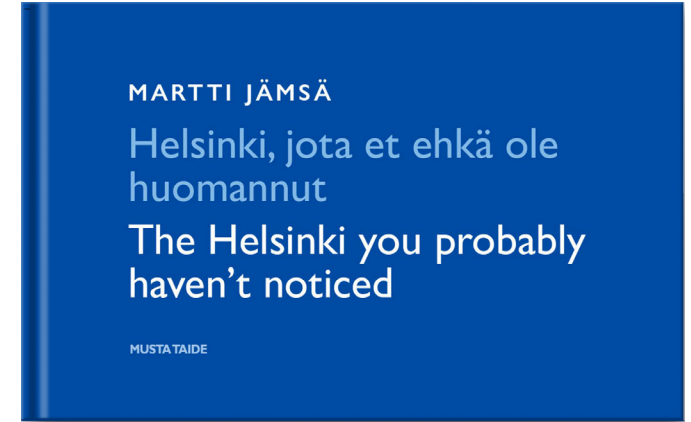 MARTTI JÄMSÄ
Helsinki, jota et ehkä ole
huomannut
The Helsinki you probably
haven't noticed
MUSTA TAIDE